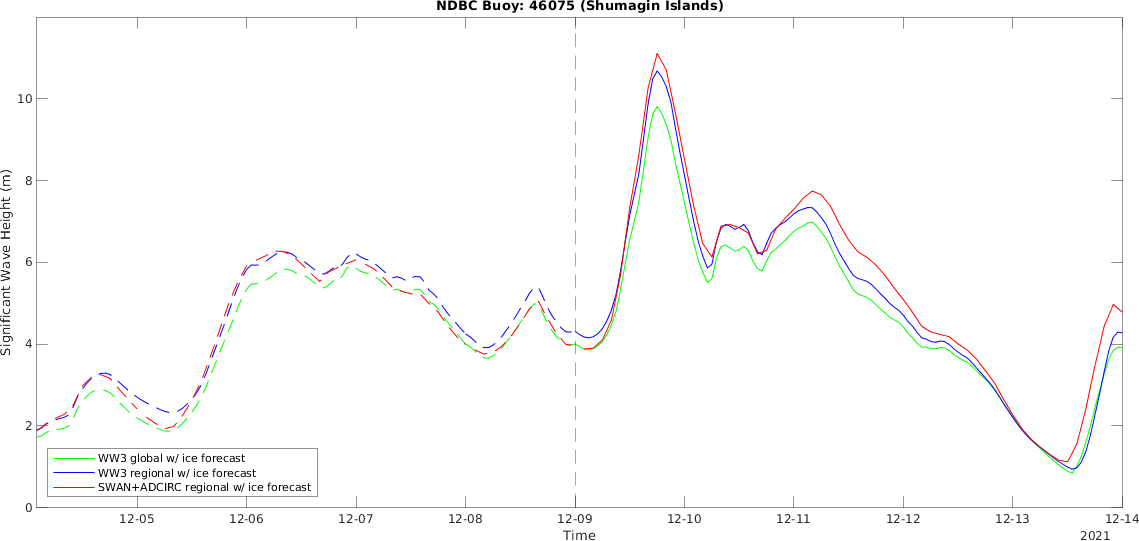 NDBC Buoy: 46075 (Shumagin Islands)
Significant Wave Height (m)
10
8
6
4
2
0
WW3 global w/ ice forecast
WW3 regional w/ ice forecast
SWAN+ADCIRC regional w/ ice forecast
12-05 12-06 12-07 12-08 12-09 12-10 12-11 12-12 12-13 12-14
Time
2021